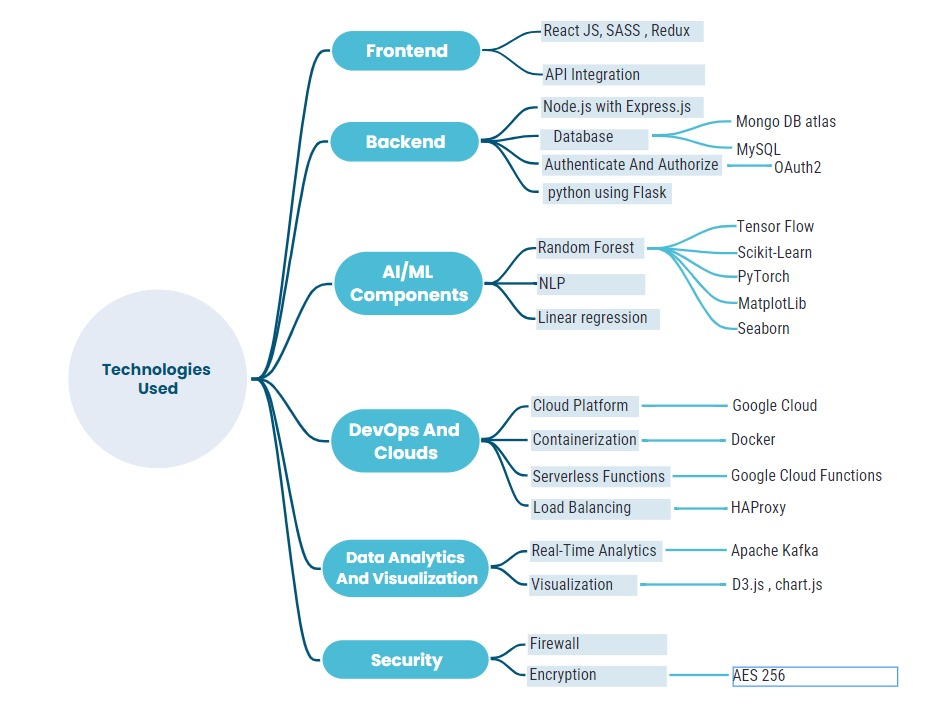 Technologies
Used
Frontend
React JS, SASS , Redux
API Integration
Backend
Node.js with Express.js
Database
Mongo DB atlas
MySQL
Authenticate And Authorize
OAuth2
python using Flask
AI/ML
Components
Random Forest
Tensor Flow
Scikit-Learn
PyTorch
MatplotLib
Seaborn
NLP
Linear regression
DevOps And
Clouds
Cloud Platform
Google Cloud
Containerization
Docker
Serverless Functions
Google Cloud Functions
Load Balancing
HAProxy
Data Analytics
And Visualization
Real-Time Analytics
Apache Kafka
Visualization
D3.js , chart.js
Security
Firewall
Encryption
AES 256